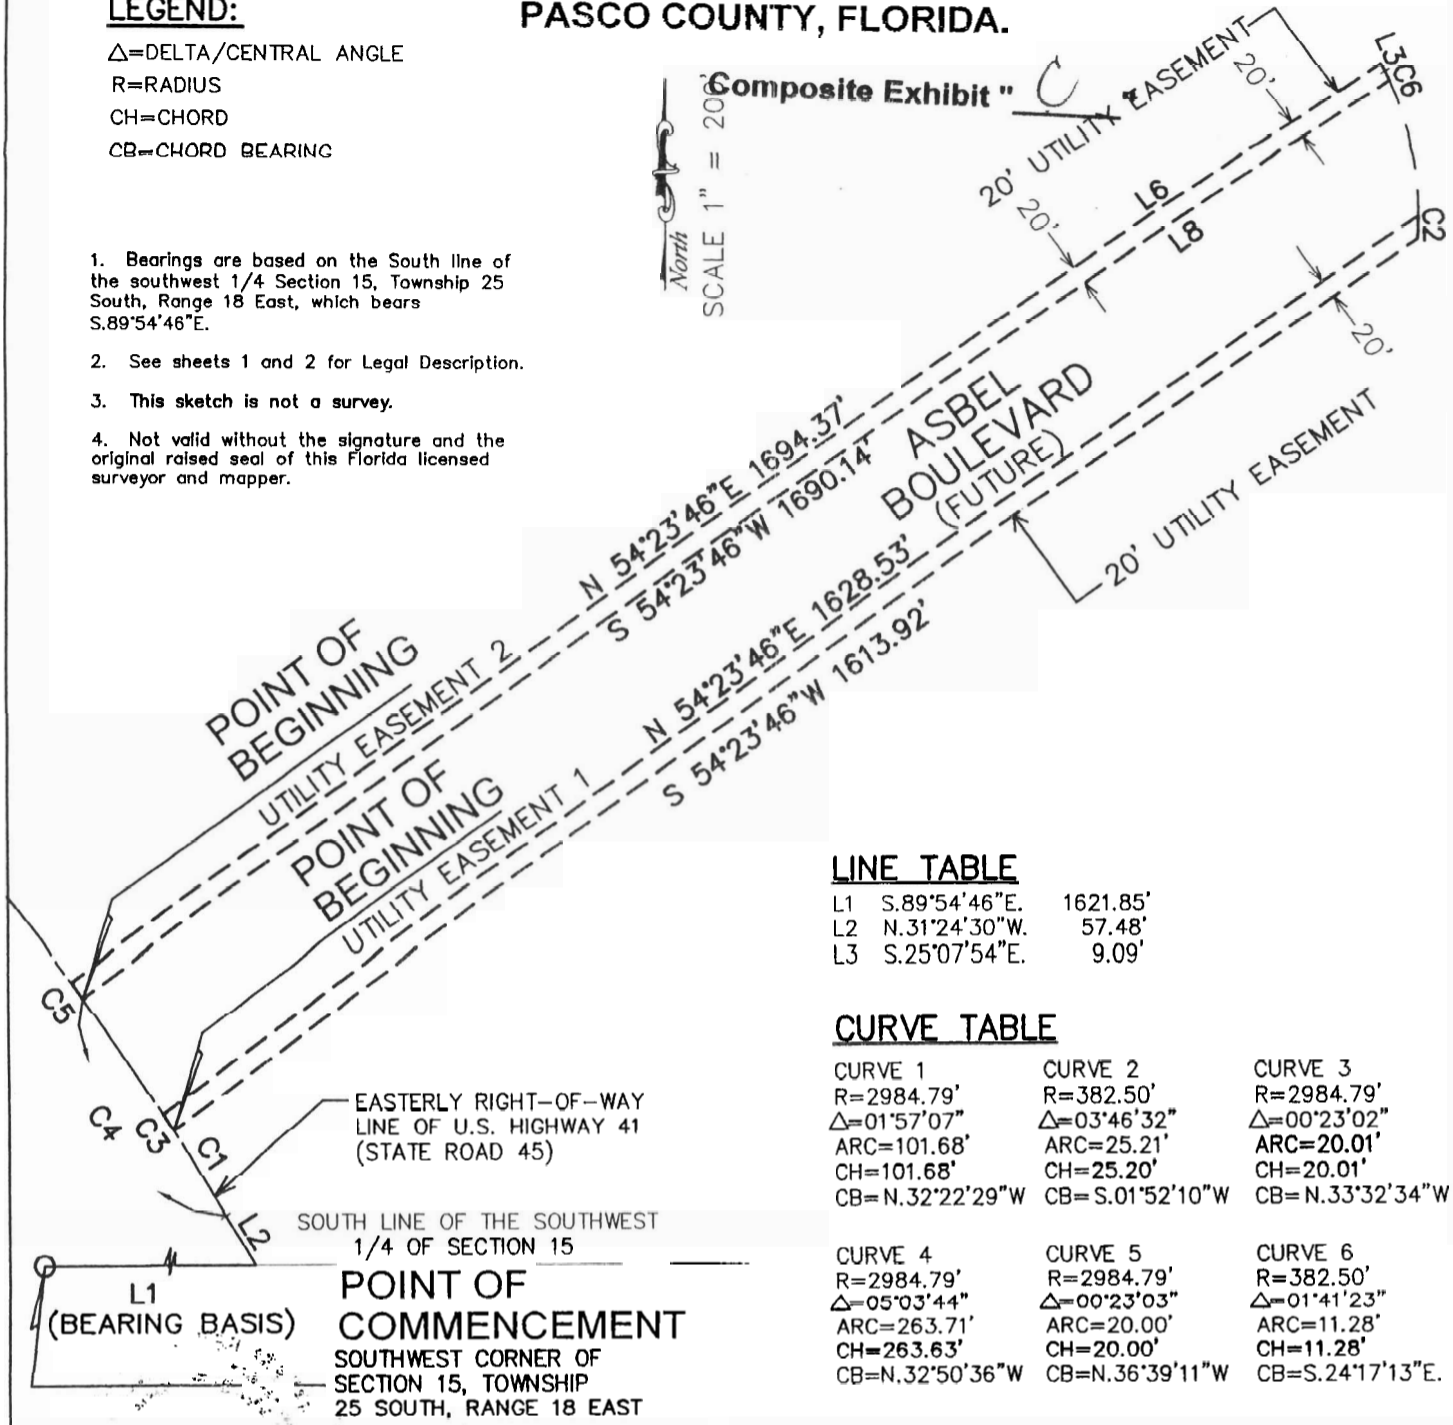 LEGEND:
△=DELTA/CENTRAL ANGLE
R=RADIUS
CH=CHORD
CB=CHORD BEARING
PASCO COUNTY, FLORIDA.
Composite Exhibit " C "
North
SCALE 1" = 200'
1. Bearings are based on the South line of
the southwest 1/4 Section 15, Township 25
South, Range 18 East, which bears
S.89°54'46"E.
2. See sheets 1 and 2 for Legal Description.
3. This sketch is not a survey.
4. Not valid without the signature and the
original raised seal of this Florida licensed
surveyor and mapper.
20' UTILITY EASEMENT
20'
20'
L3
C6
L6
L8
C2
20'
20' UTILITY EASEMENT
ASBEL
BOULEVARD
(FUTURE)
N 54°23'46"E 1694.37'
S 54°23'46"W 1690.14'
N 54°23'46"E 1628.53'
S 54°23'46"W 1613.92'
POINT OF
BEGINNING
UTILITY EASEMENT 2
POINT OF
BEGINNING
UTILITY EASEMENT 1
C5
C4
C3
C1
L2
EASTERLY RIGHT-OF-WAY
LINE OF U.S. HIGHWAY 41
(STATE ROAD 45)
SOUTH LINE OF THE SOUTHWEST
1/4 OF SECTION 15
L1
(BEARING BASIS)
POINT OF
COMMENCEMENT
SOUTHWEST CORNER OF
SECTION 15, TOWNSHIP
25 SOUTH, RANGE 18 EAST
LINE TABLE
L1 S.89°54'46"E. 1621.85'
L2 N.31°24'30"W. 57.48'
L3 S.25°07'54"E. 9.09'
CURVE TABLE
CURVE 1
R=2984.79'
△=01°57'07"
ARC=101.68'
CH=101.68'
CB=N.32°22'29"W
CURVE 2
R=382.50'
△=03°46'32"
ARC=25.21'
CH=25.20'
CB=S.01°52'10"W
CURVE 3
R=2984.79'
△=00°23'02"
ARC=20.01'
CH=20.01'
CB=N.33°32'34"W
CURVE 4
R=2984.79'
△=05°03'44"
ARC=263.71'
CH=263.63'
CB=N.32°50'36"W
CURVE 5
R=2984.79'
△=00°23'03"
ARC=20.00'
CH=20.00'
CB=N.36°39'11"W
CURVE 6
R=382.50'
△=01°41'23"
ARC=11.28'
CH=11.28'
CB=S.24°17'13"E.